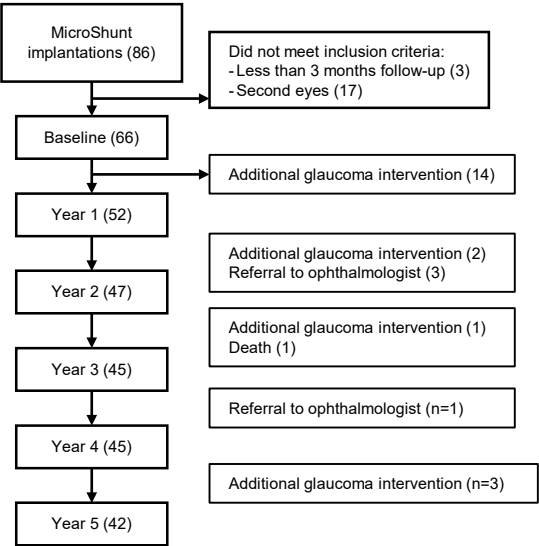 MicroShunt
implantations (86)
Did not meet inclusion criteria:
- Less than 3 months follow-up (3)
- Second eyes (17)
Baseline (66)
Additional glaucoma intervention (14)
Year 1 (52)
Additional glaucoma intervention (2)
Referral to ophthalmologist (3)
Year 2 (47)
Additional glaucoma intervention (1)
Death (1)
Year 3 (45)
Referral to ophthalmologist (n=1)
Year 4 (45)
Additional glaucoma intervention (n=3)
Year 5 (42)